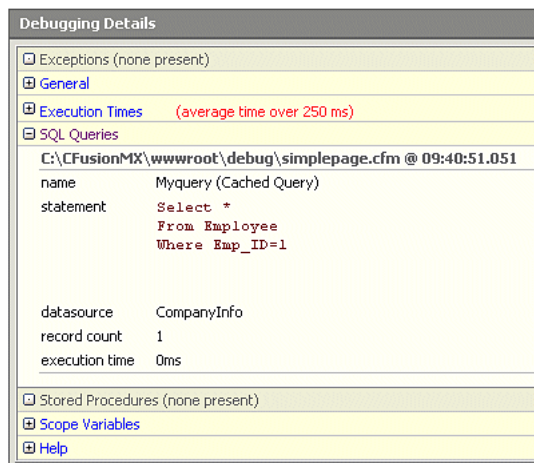 Debugging Details
Exceptions (none present)
General
Execution Times (average time over 250 ms)
SQL Queries
C:\CFusionMX\wwwroot\debug\simplepage.cfm @ 09:40:51.051
name Myquery (Cached Query)
statement Select *
From Employee
Where Emp_ID=1
datasource CompanyInfo
record count 1
execution time 0ms
Stored Procedures (none present)
Scope Variables
Help